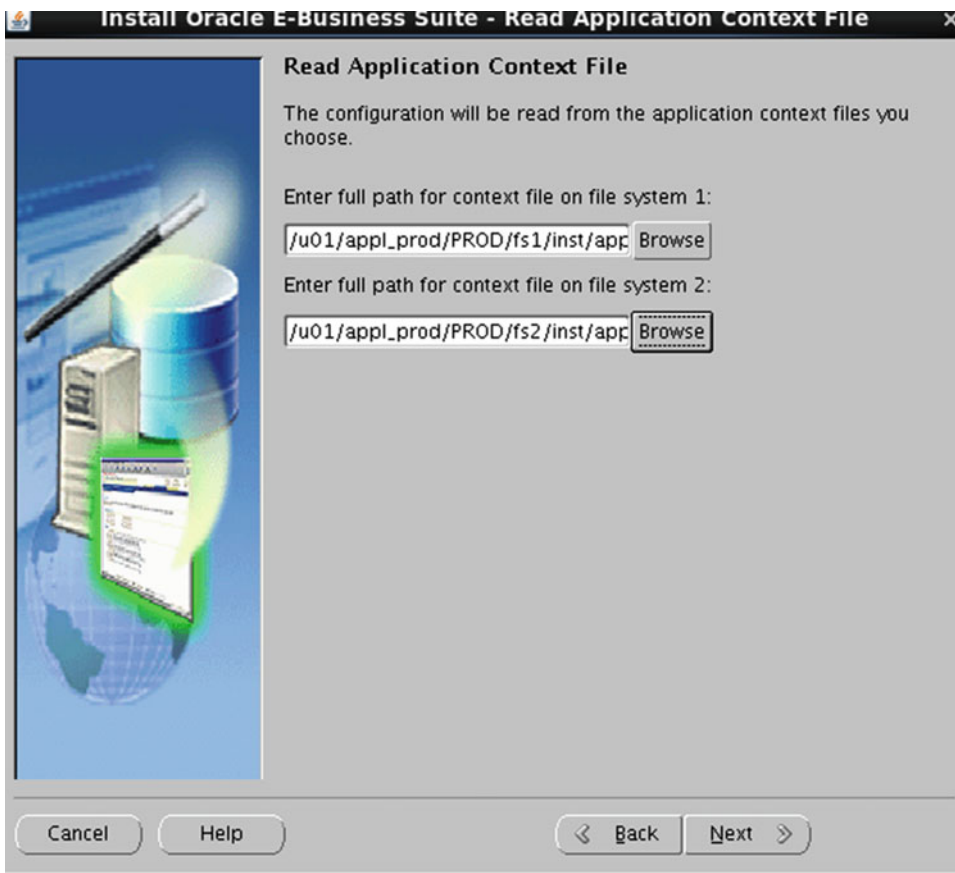 Install Oracle E-Business Suite - Read Application Context File
Read Application Context File
The configuration will be read from the application context files you
choose.
Enter full path for context file on file system 1:
/u01/appl_prod/PROD/fs1/inst/app
Browse
Enter full path for context file on file system 2:
/u01/appl_prod/PROD/fs2/inst/app
Browse
Cancel
Help
Back
Next